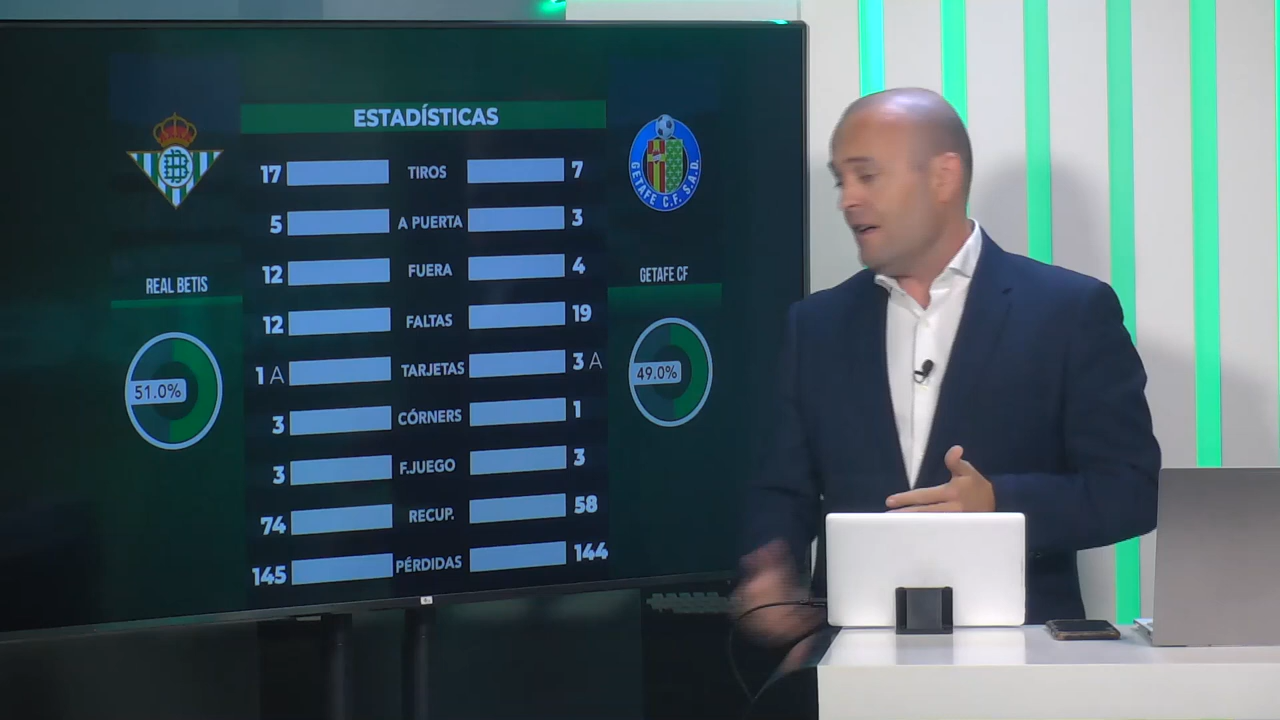 ESTADÍSTICAS
17 TIROS 7
5 A PUERTA 3
12 FUERA 4
12 FALTAS 19
1 A TARJETAS 3 A
3 CÓRNERS 1
3 F.JUEGO 3
74 RECUP. 58
145 PÉRDIDAS 144
REAL BETIS
51.0%
GETAFE C.F. S.A.D.
GETAFE CF
49.0%